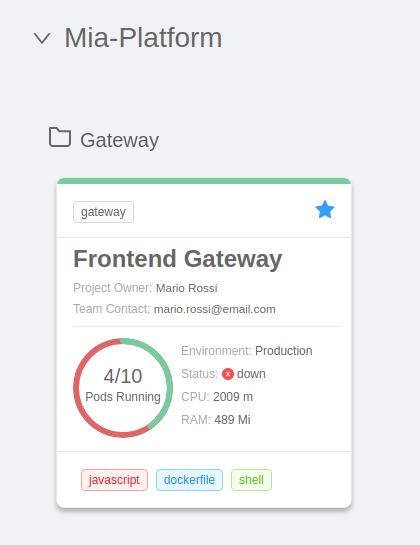 Mia-Platform
Gateway
gateway
Frontend Gateway
Project Owner: Mario Rossi
Team Contact: mario.rossi@email.com
4/10
Pods Running
Environment: Production
Status: x down
CPU: 2009 m
RAM: 489 Mi
javascript dockerfile shell